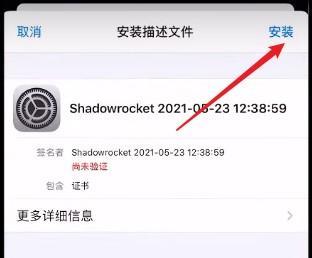 取消 安装描述文件 安装
Shadowrocket 2021-05-23 12:38:59
签名者 Shadowrocket 2021-05-23 12:38:59
尚未验证
包含 证书
更多详细信息